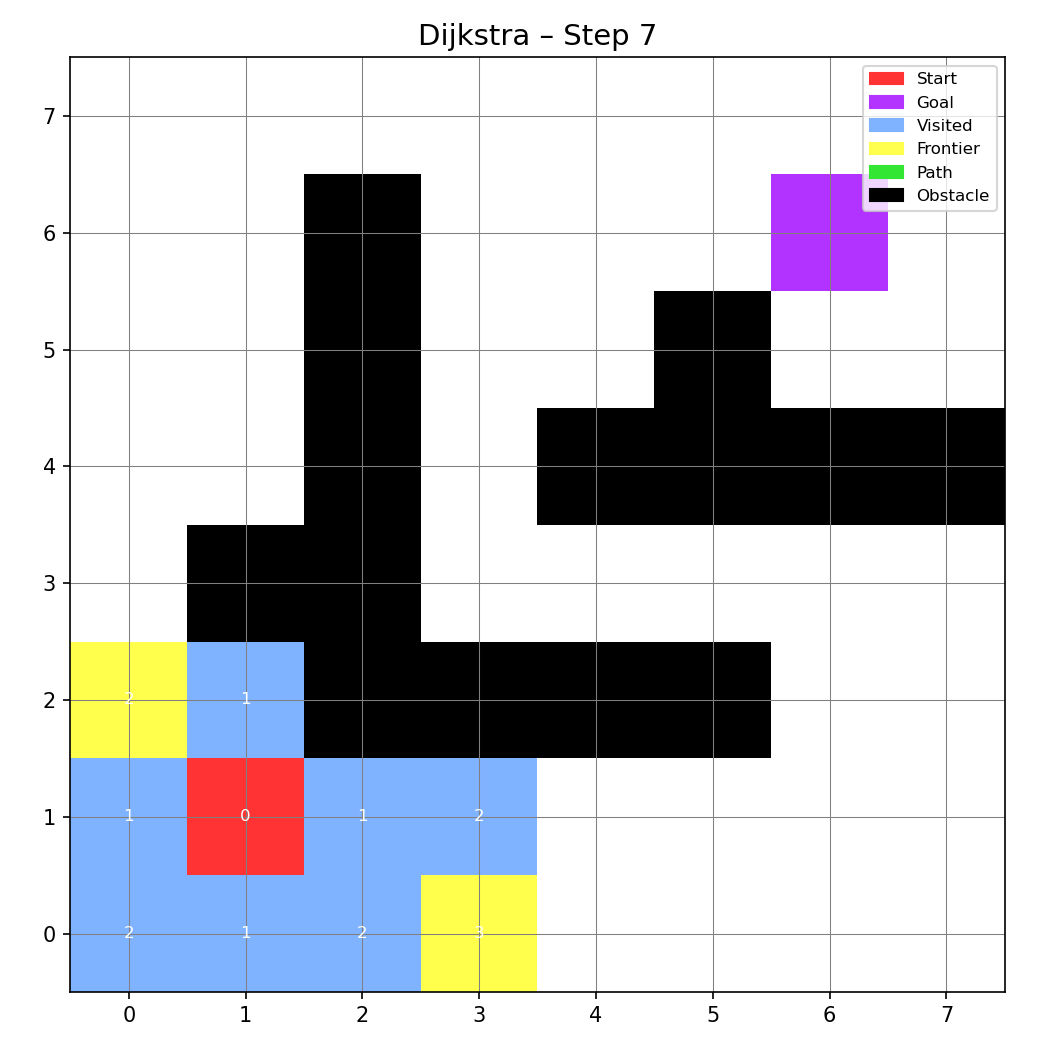 Dijkstra – Step 7
Start
Goal
Visited
Frontier
Path
Obstacle
7
6
5
4
3
2 2 1
1 1 0 1 2
0 2 1 2 3
0 1 2 3 4 5 6 7